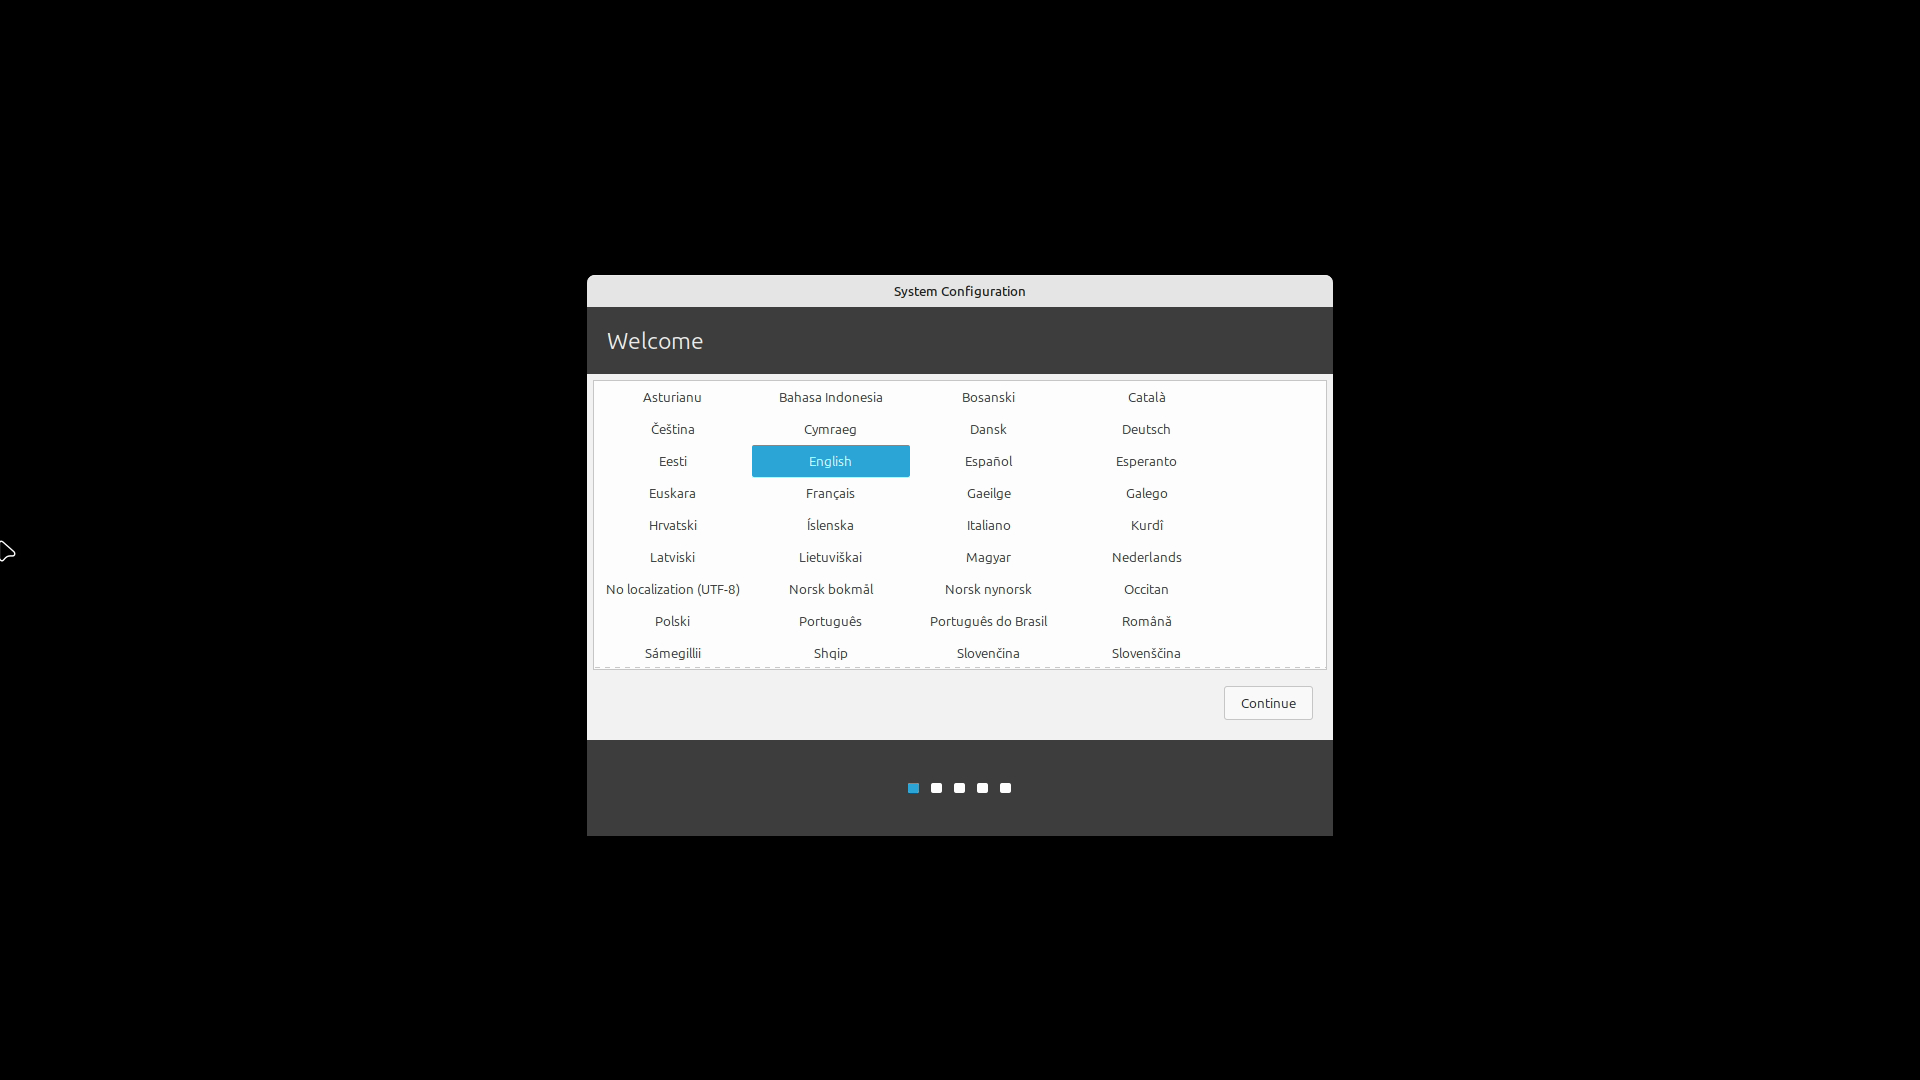 System Configuration
Welcome
Asturianu Bahasa Indonesia Bosanski Català
Čeština Cymraeg Dansk Deutsch
Eesti English Español Esperanto
Euskara Français Gaeilge Galego
Hrvatski Íslenska Italiano Kurdî
Latviski Lietuviškai Magyar Nederlands
No localization (UTF-8) Norsk bokmål Norsk nynorsk Occitan
Polski Português Português do Brasil Română
Sámegillii Shqip Slovenčina Slovenščina
Continue